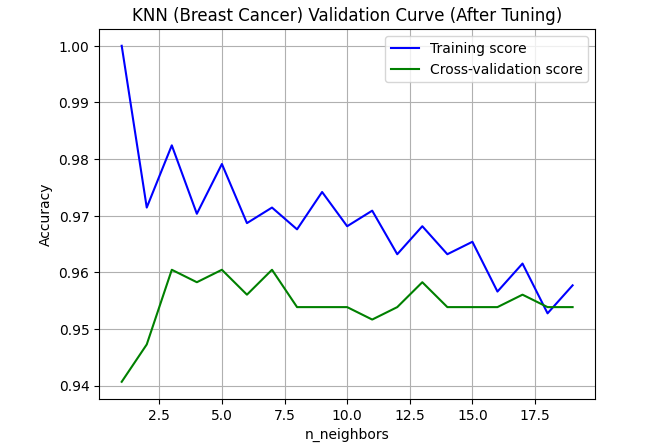 KNN (Breast Cancer) Validation Curve (After Tuning)
Training score
Cross-validation score
1.00
0.99
0.98
0.97
0.96
0.95
0.94
Accuracy
2.5 5.0 7.5 10.0 12.5 15.0 17.5
n_neighbors